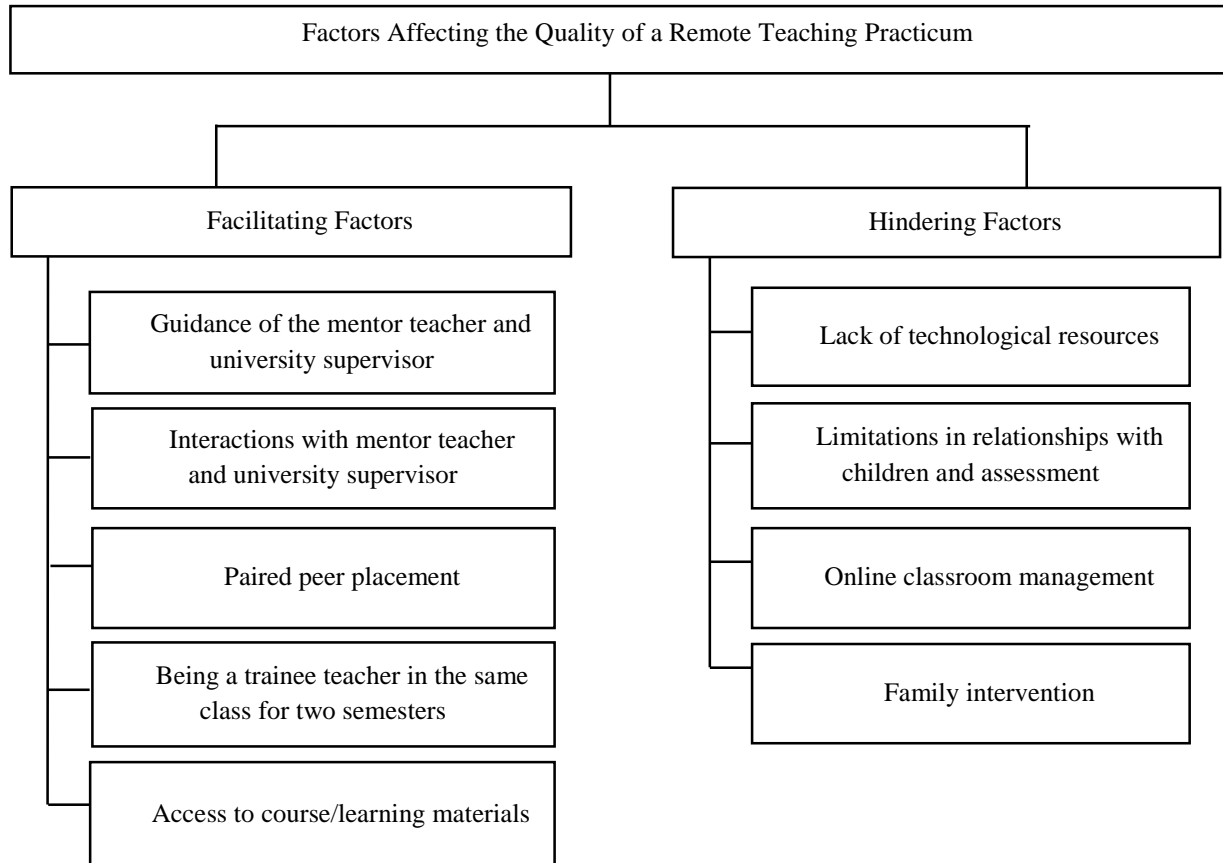 Factors Affecting the Quality of a Remote Teaching Practicum
Facilitating Factors
Guidance of the mentor teacher and
university supervisor
Interactions with mentor teacher
and university supervisor
Paired peer placement
Being a trainee teacher in the same
class for two semesters
Access to course/learning materials
Hindering Factors
Lack of technological resources
Limitations in relationships with
children and assessment
Online classroom management
Family intervention